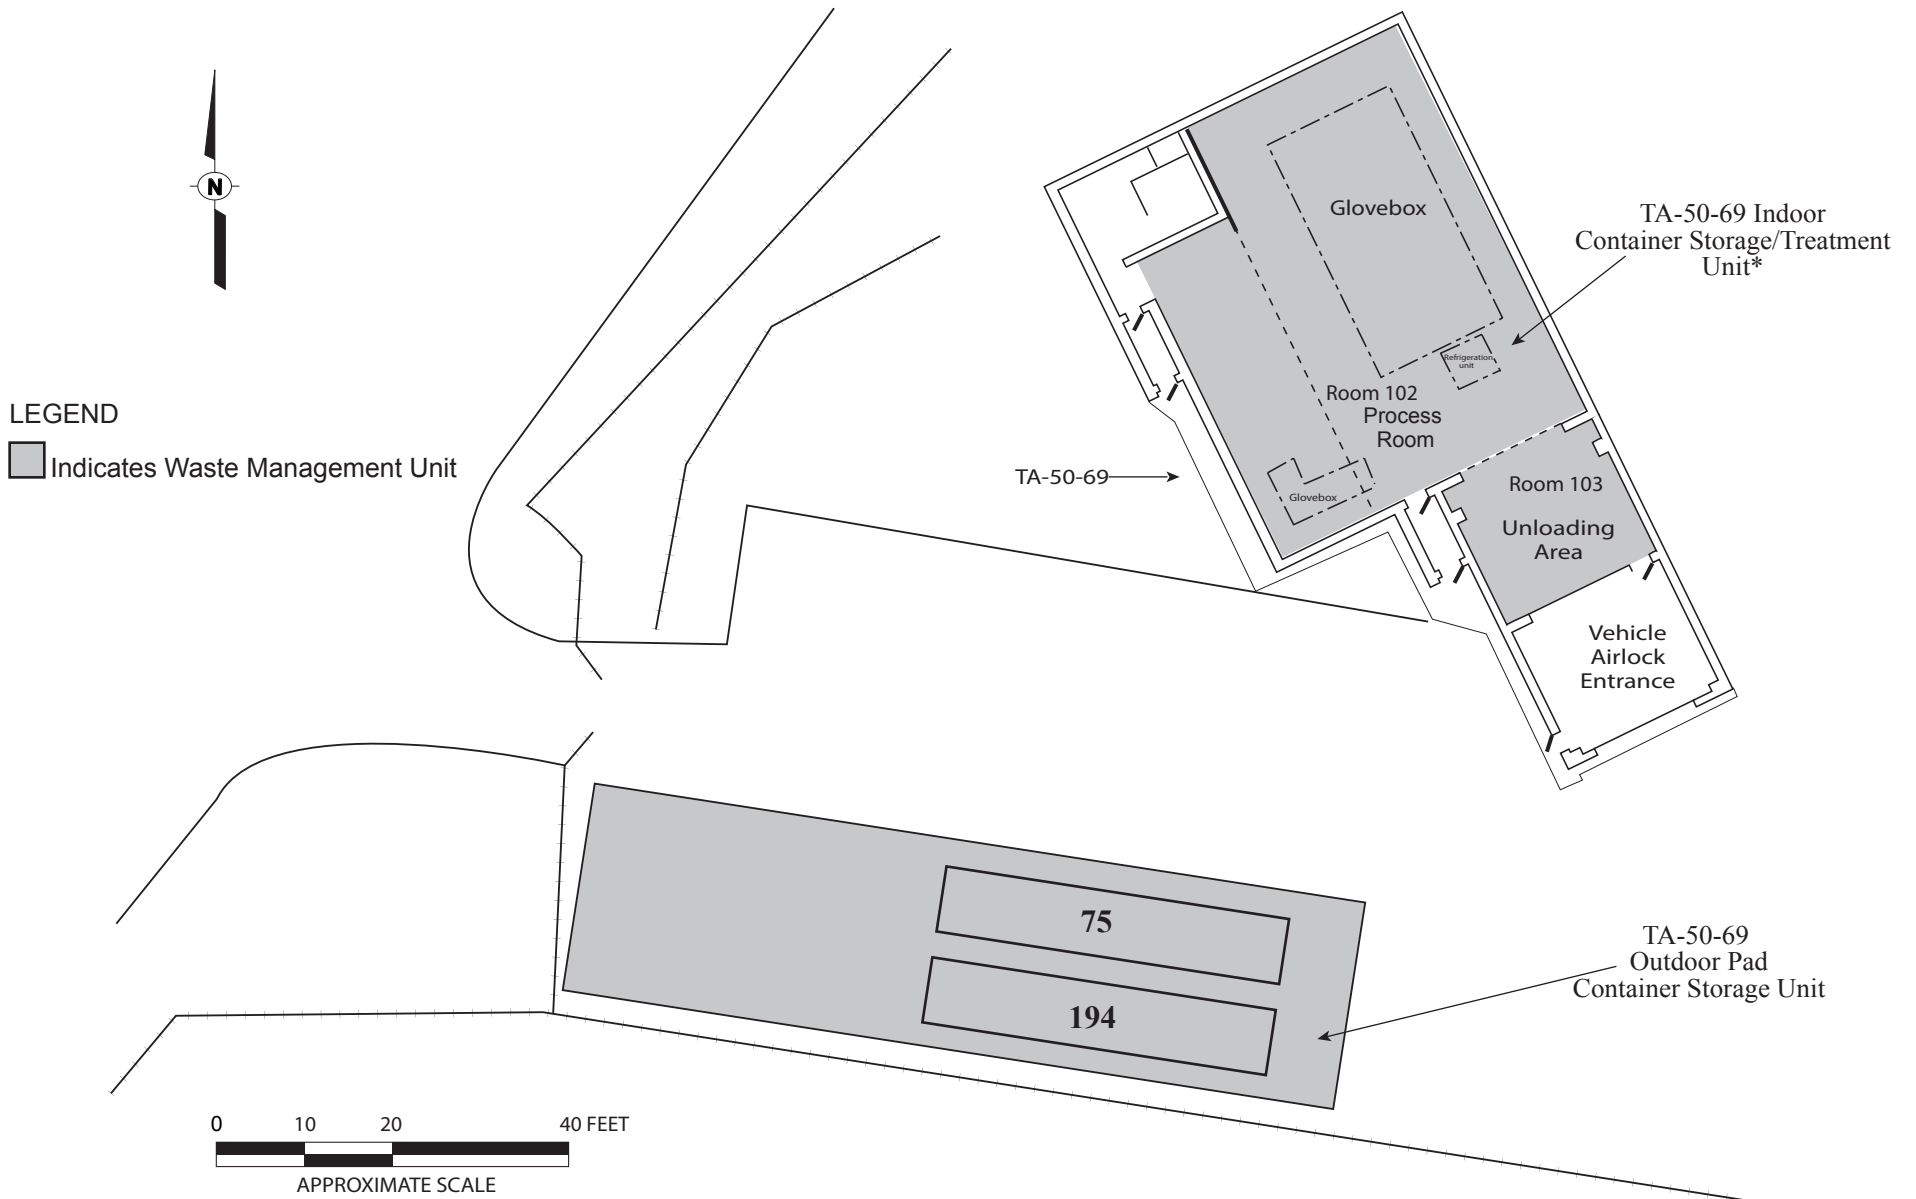 N
LEGEND
Indicates Waste Management Unit
Glovebox
TA-50-69 Indoor
Container Storage/Treatment
Unit*
Refrigeration
unit
Room 102
Process
Room
TA-50-69
Glovebox
Room 103
Unloading
Area
Vehicle
Airlock
Entrance
75
194
TA-50-69
Outdoor Pad
Container Storage Unit
0 10 20 40 FEET
APPROXIMATE SCALE